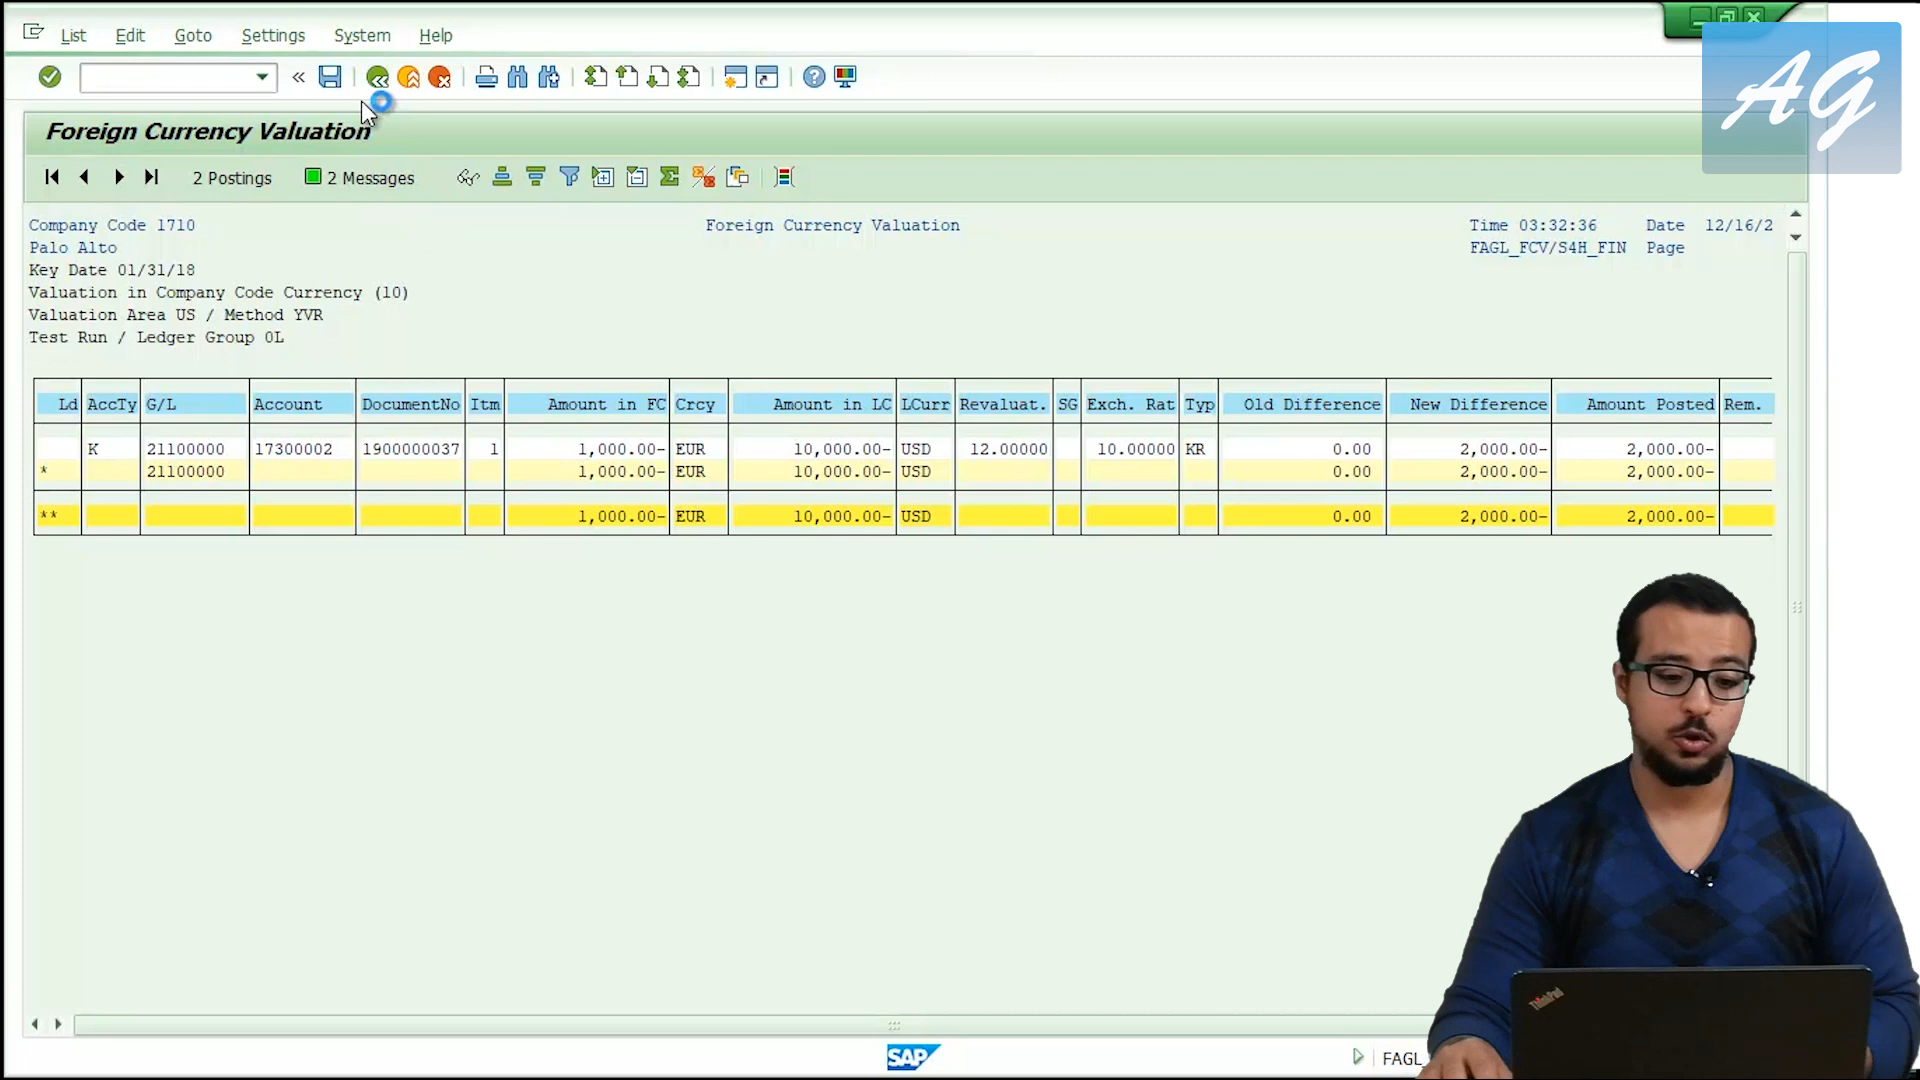 List Edit Goto Settings System Help
AG
Foreign Currency Valuation
2 Postings 2 Messages
Company Code 1710 Foreign Currency Valuation Time 03:32:36 Date 12/16/2
Palo Alto FAGL_FCV/S4H_FIN Page
Key Date 01/31/18
Valuation in Company Code Currency (10)
Valuation Area US / Method YVR
Test Run / Ledger Group 0L
Ld AccTy G/L Account DocumentNo Itm Amount in FC Crcy Amount in LC LCurr Revaluat. SG Exch. Rat Typ Old Difference New Difference Amount Posted Rem.
K 21100000 17300002 1900000037 1 1,000.00- EUR 10,000.00- USD 12.00000 10.00000 KR 0.00 2,000.00- 2,000.00-
* 21100000 1,000.00- EUR 10,000.00- USD 0.00 2,000.00- 2,000.00-
** 1,000.00- EUR 10,000.00- USD 0.00 2,000.00- 2,000.00-
ThinkPad
SAP FAGL_